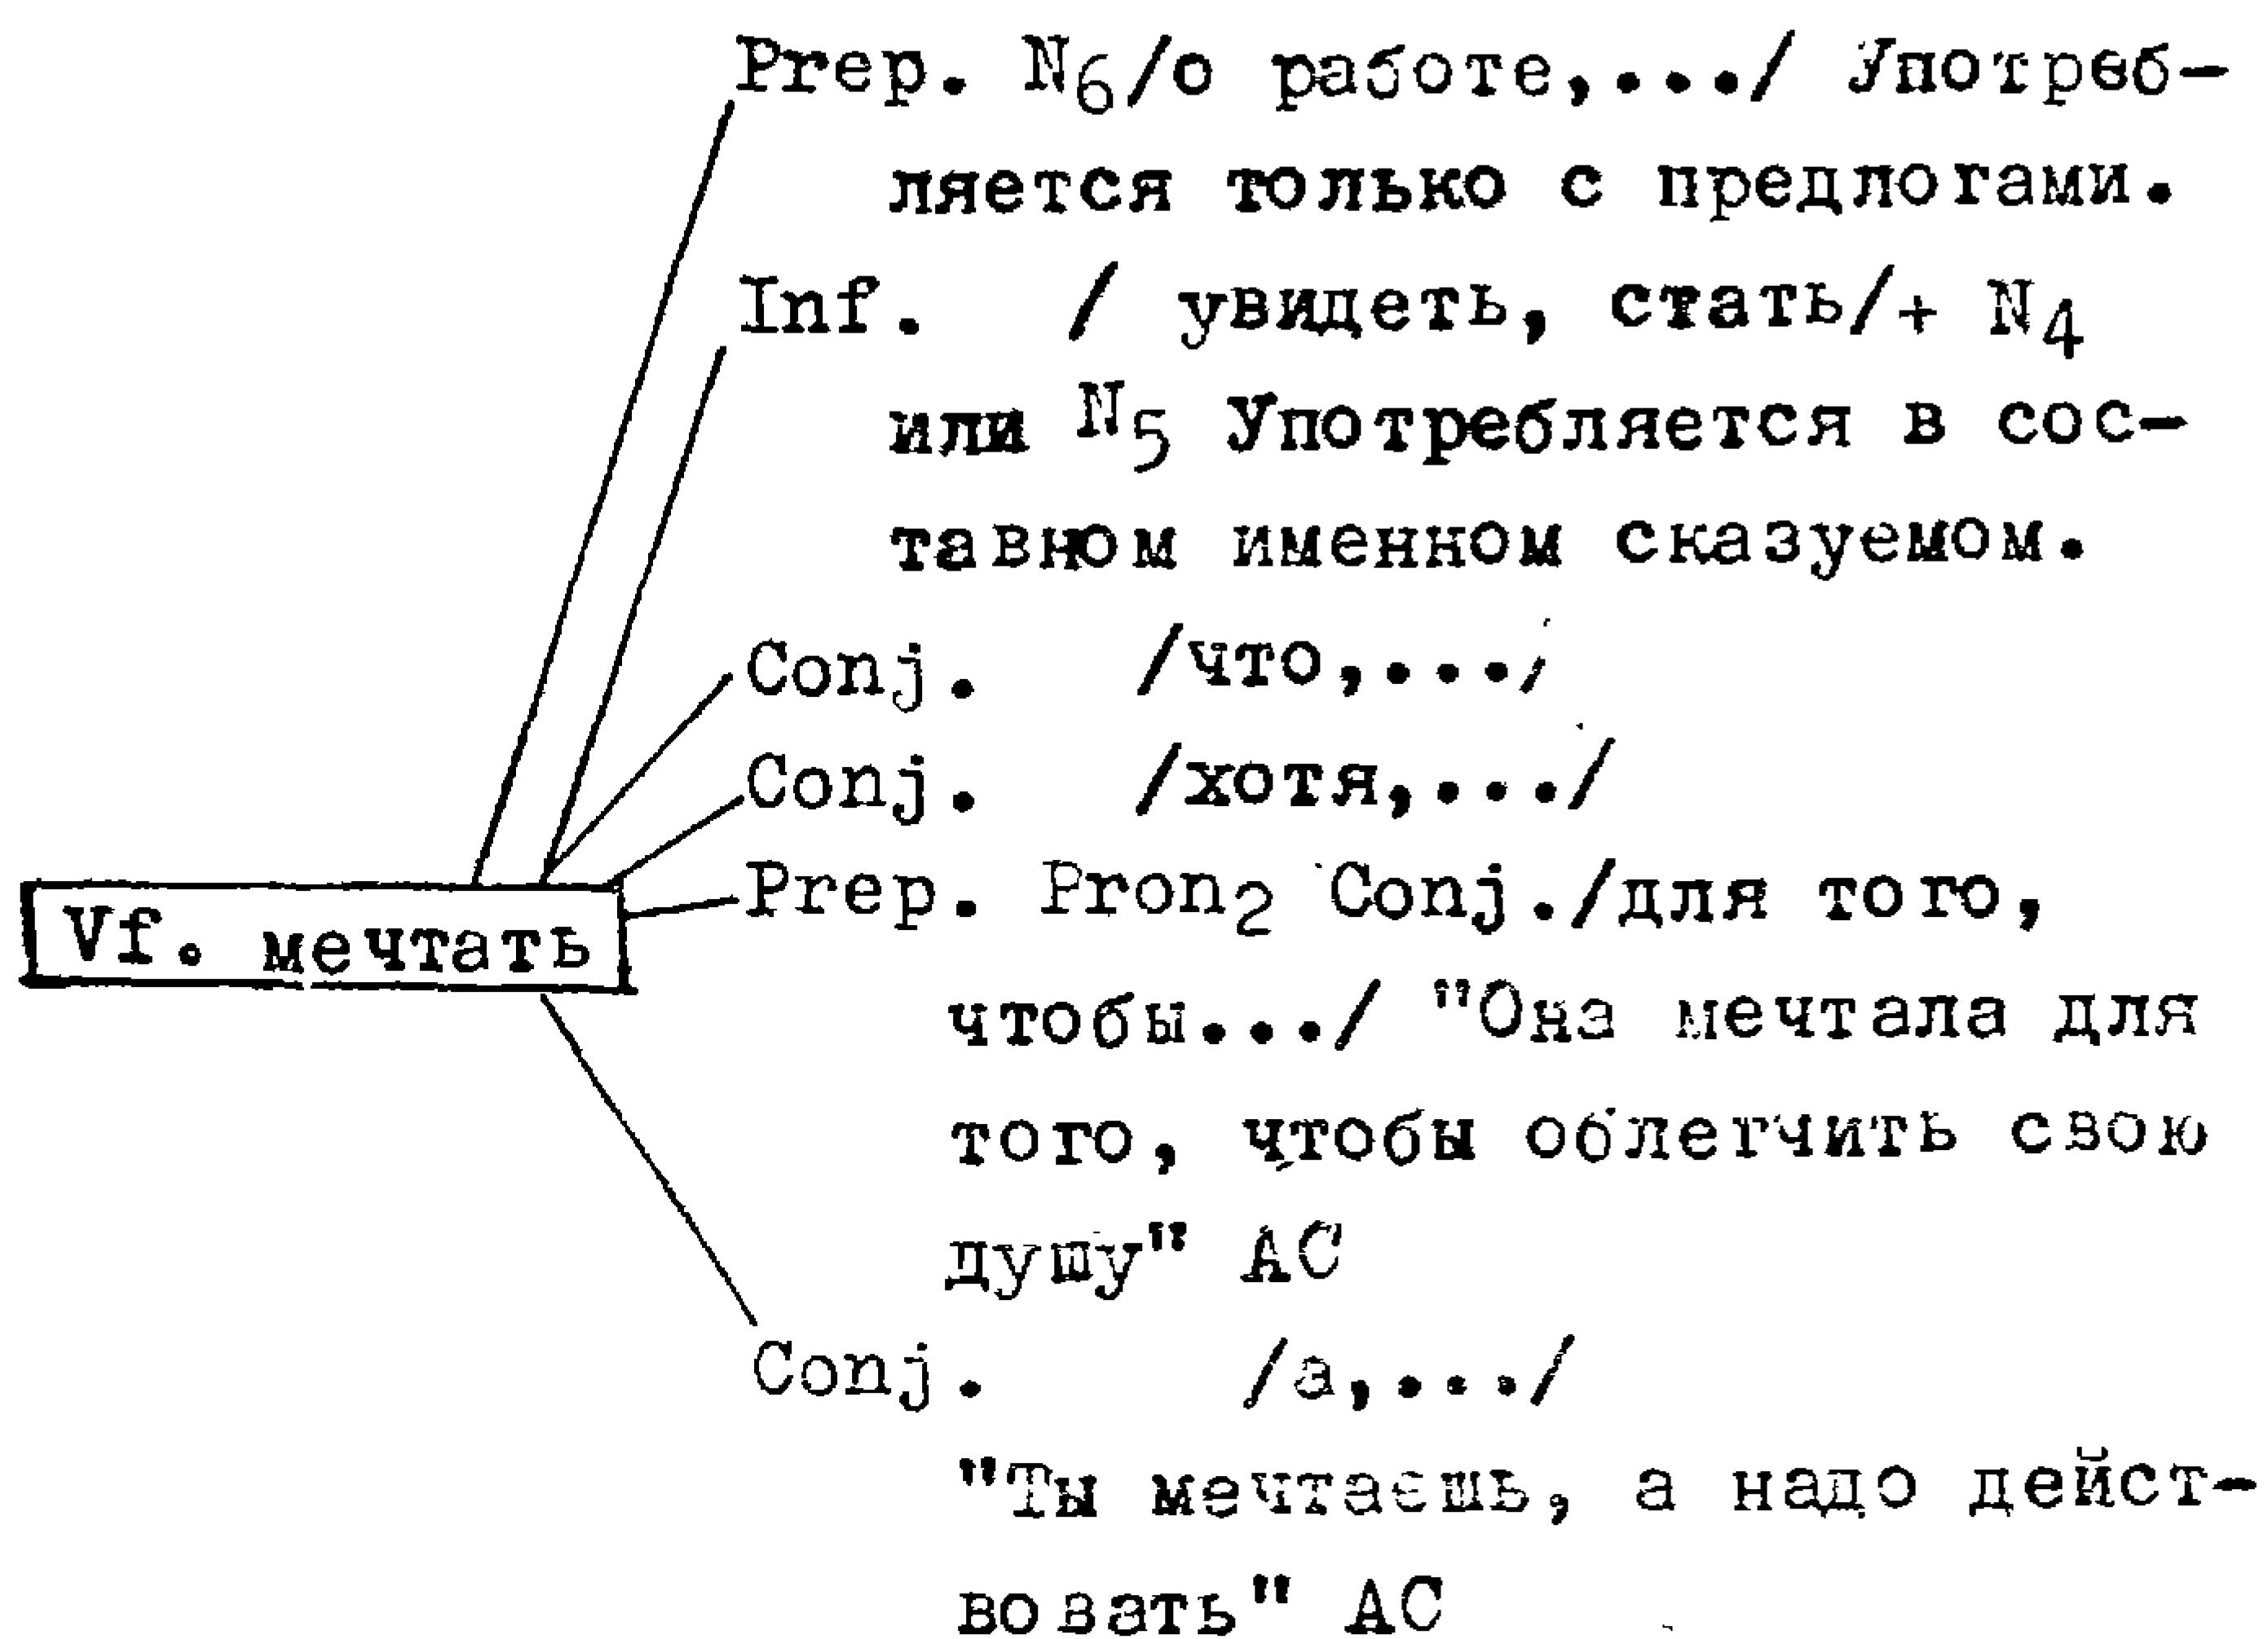 Prep. N6/о работе,.../ Употреб-
ляется только с предлогами.
Inf. / увидеть, стать/+ N4
или N5 Употребляется в сос-
тавном именном сказуемом.
Conj. /что,.../
Conj. /хотя,.../
Prep. Pron2 Conj./для того,
Vf. мечтать
чтобы.../ "Она мечтала для
того, чтобы облегчить свою
душу" АС
Conj. /а,.../
"Ты мечтаешь, а надо дейст-
вовать" АС